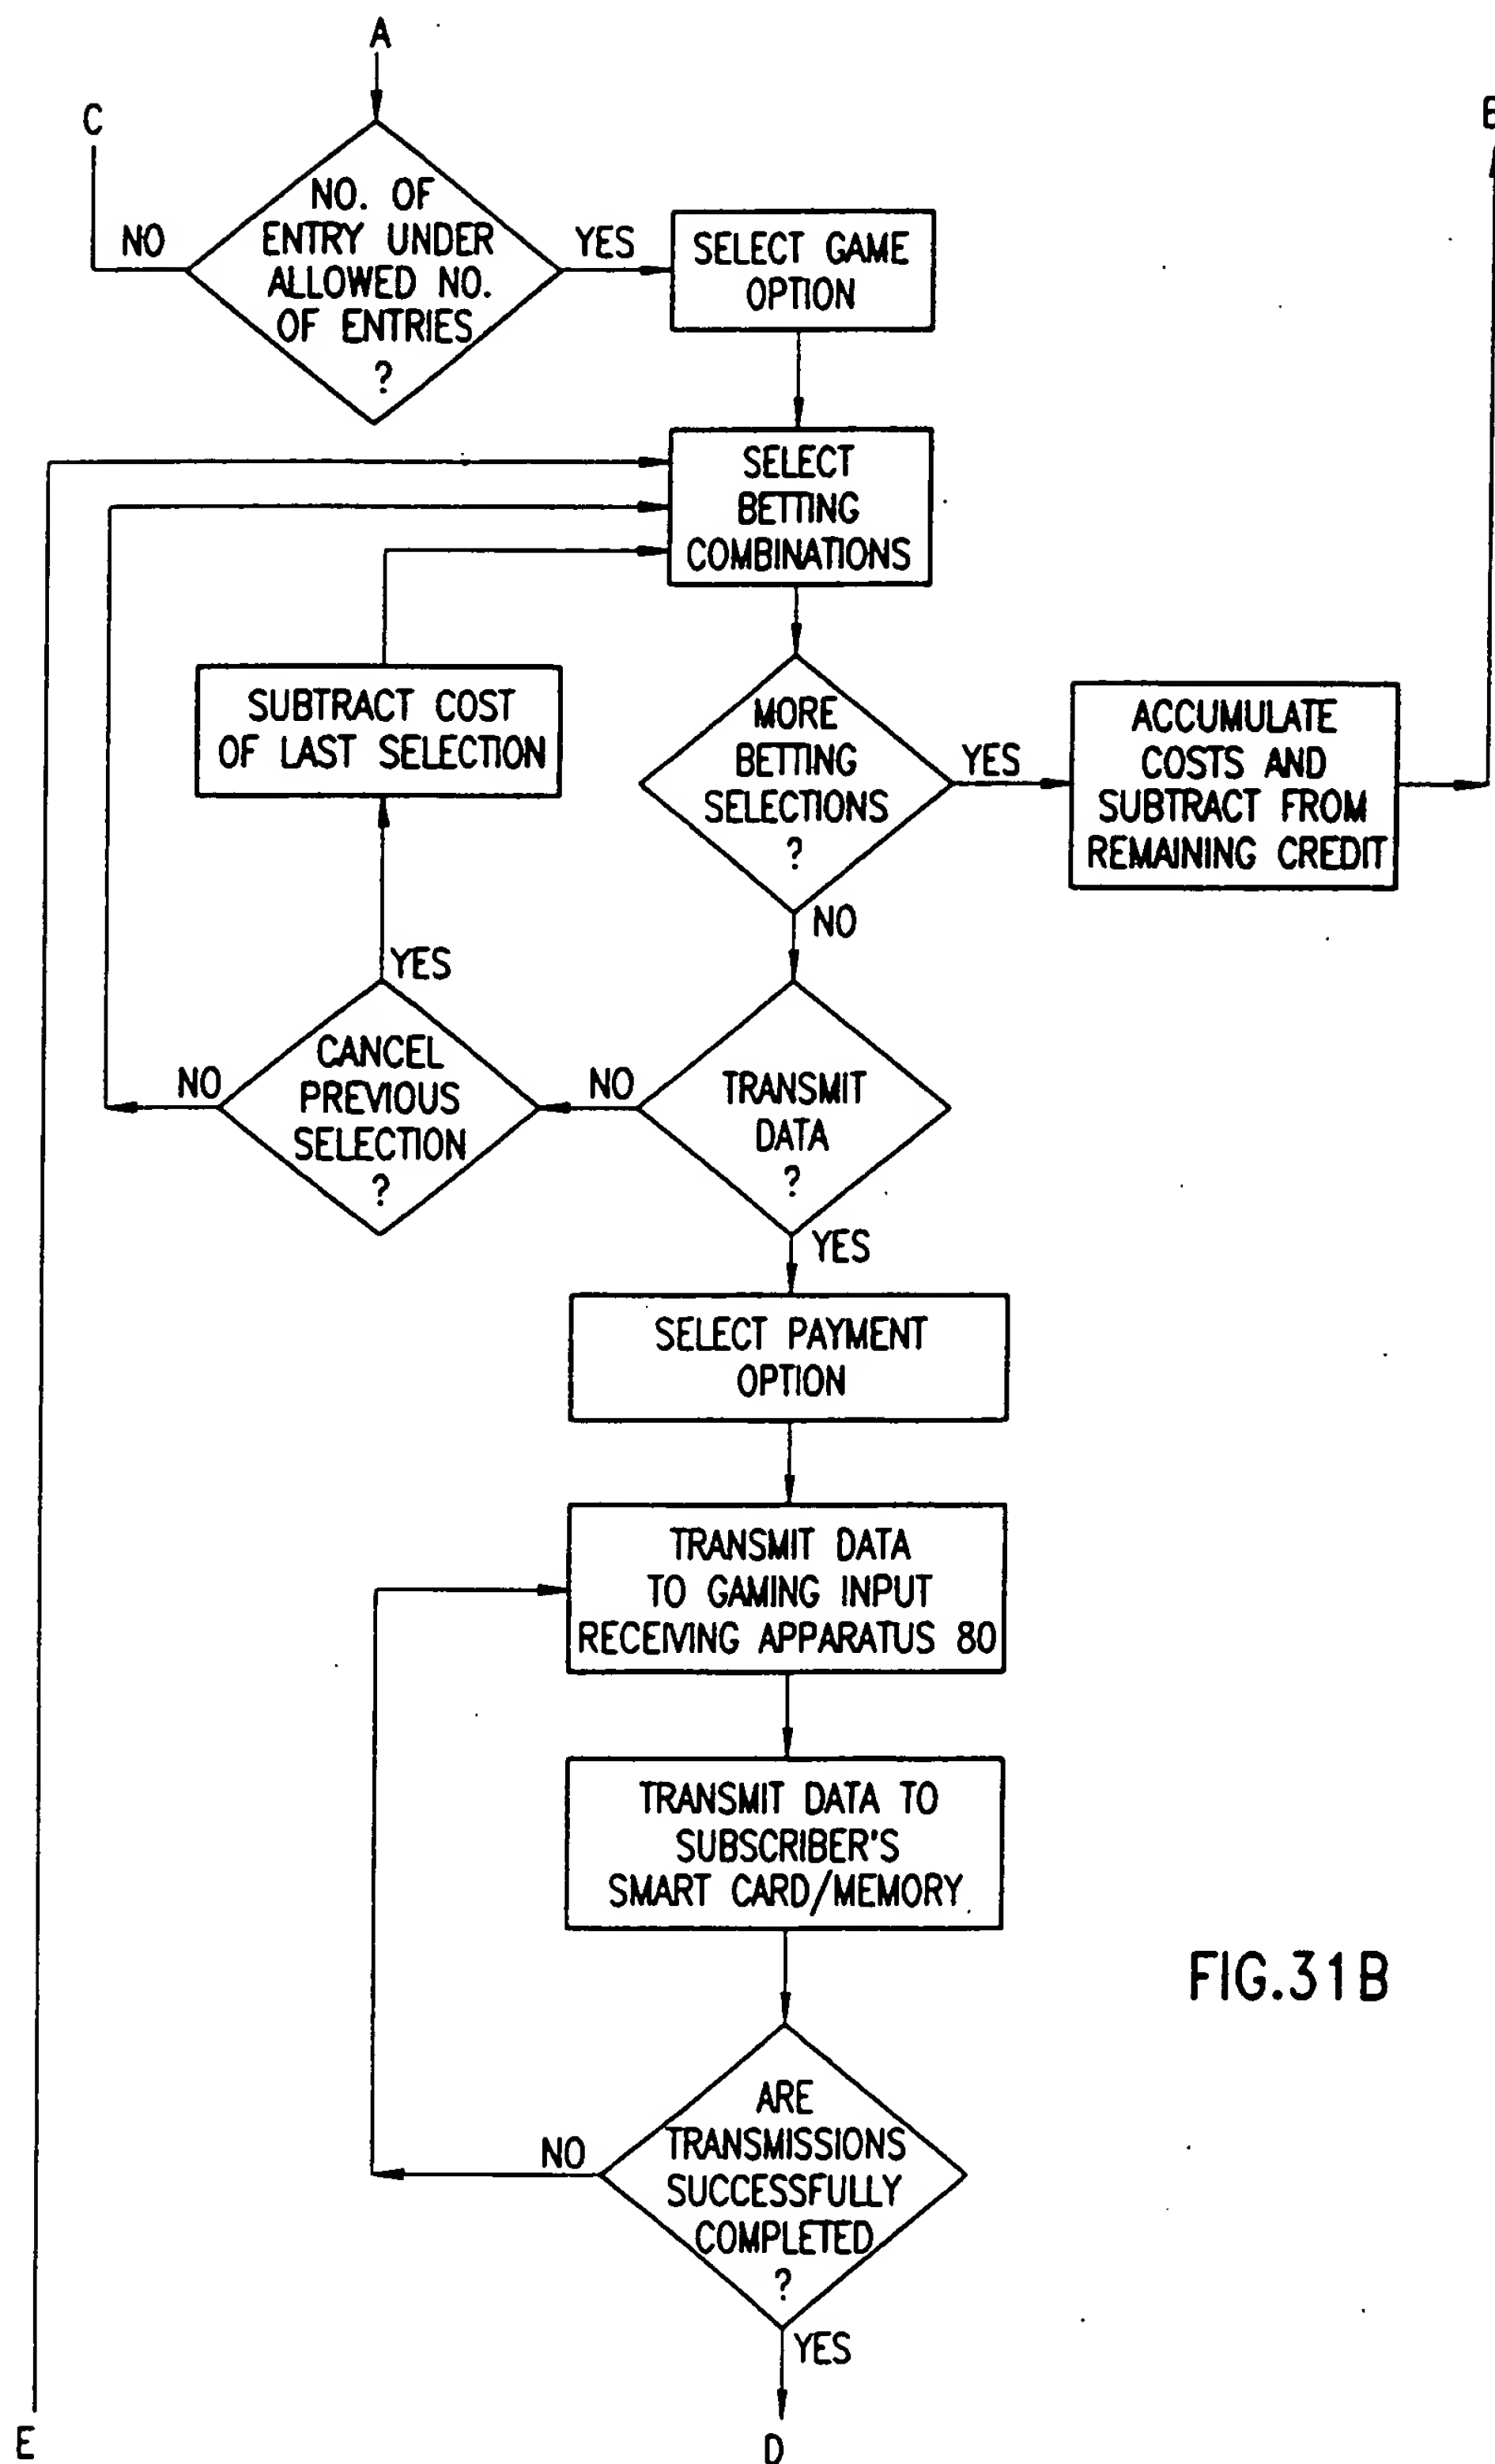 A
C
B
NO. OF
ENTRY UNDER
ALLOWED NO.
OF ENTRIES
?
NO
YES
SELECT GAME
OPTION
SELECT
BETTING
COMBINATIONS
SUBTRACT COST
OF LAST SELECTION
MORE
BETTING
SELECTIONS
?
YES
ACCUMULATE
COSTS AND
SUBTRACT FROM
REMAINING CREDIT
NO
YES
CANCEL
PREVIOUS
SELECTION
?
NO
NO
TRANSMIT
DATA
?
YES
SELECT PAYMENT
OPTION
TRANSMIT DATA
TO GAMING INPUT
RECEIVING APPARATUS 80
TRANSMIT DATA TO
SUBSCRIBER'S
SMART CARD/MEMORY
FIG.31B
ARE
TRANSMISSIONS
SUCCESSFULLY
COMPLETED
?
NO
YES
E
D